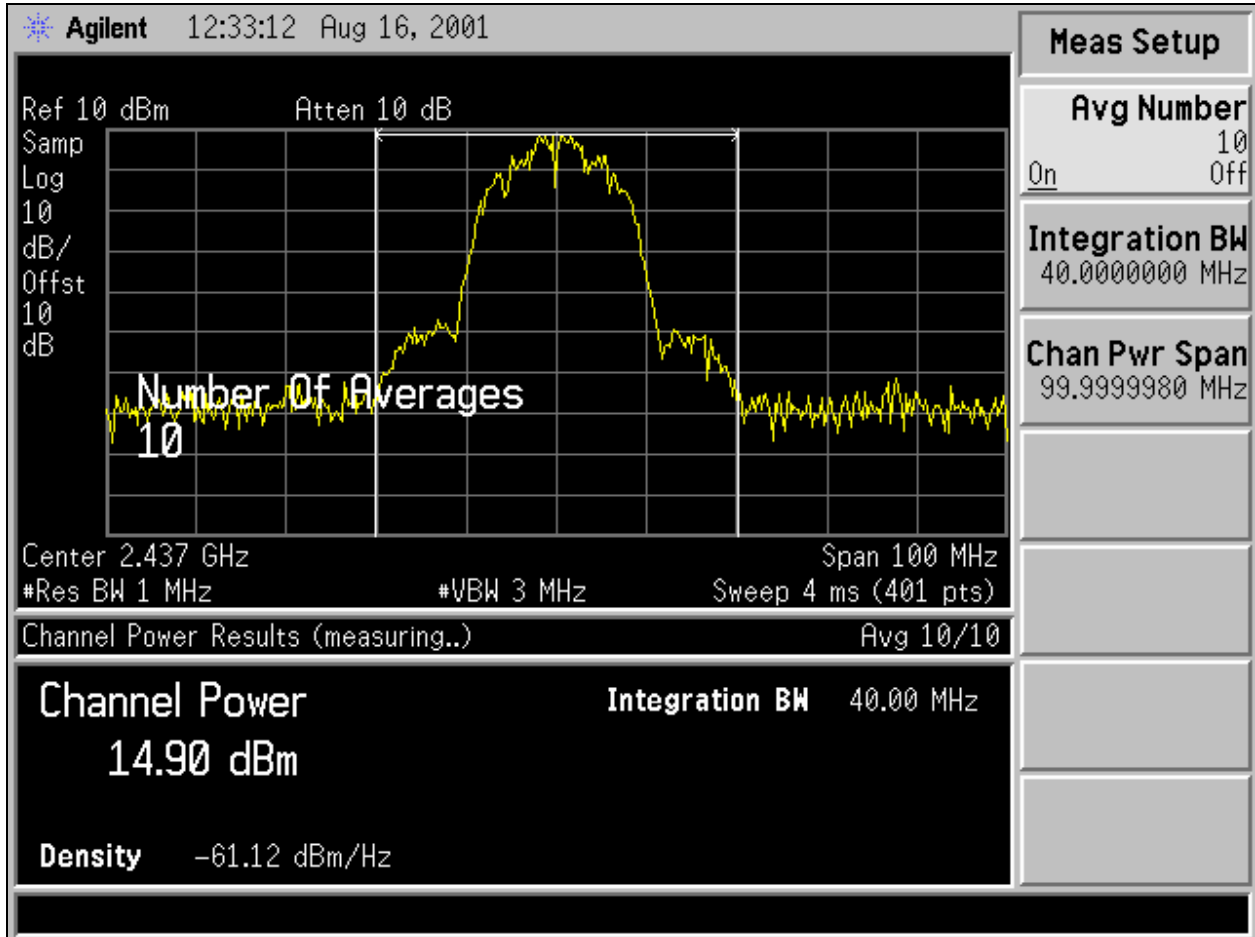 Agilent 12:33:12 Aug 16, 2001
Ref 10 dBm Atten 10 dB
Samp
Log
10
dB/
Offst
10
dB
Number Of Averages
10
Center 2.437 GHz Span 100 MHz
#Res BW 1 MHz #VBW 3 MHz Sweep 4 ms (401 pts)
Channel Power Results (measuring..) Avg 10/10
Channel Power Integration BW 40.00 MHz
14.90 dBm
Density -61.12 dBm/Hz
Meas Setup
Avg Number
10
On Off
Integration BW
40.0000000 MHz
Chan Pwr Span
99.9999980 MHz